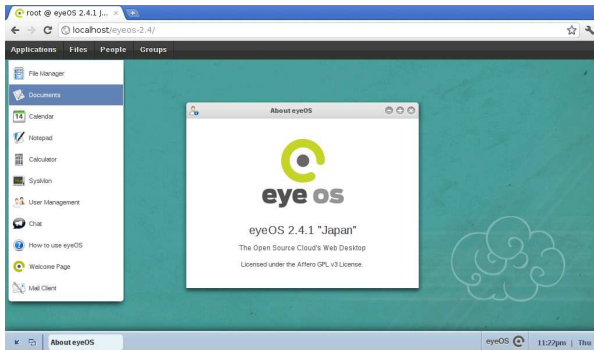 root @ eyeOS 2.4.1 J...
localhost/eyeos-2.4/
Applications Files People Groups
File Manager
Documents
14 Calendar
Notepad
Calculator
SysMon
User Management
Chat
How to use eyeOS
Welcome Page
Mail Client
About eyeOS
eye os
eyeOS 2.4.1 "Japan"
The Open Source Cloud's Web Desktop
Licensed under the Affero GPL v3 License.
About eyeOS
eyeOS 11:22pm | Thu